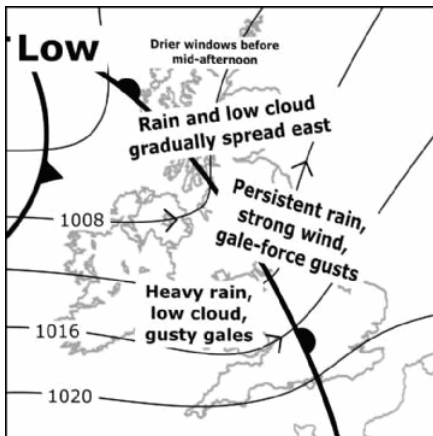 Low
Drier windows before
mid-afternoon
Rain and low cloud
gradually spread east
Persistent rain,
strong wind,
gale-force gusts
1008
Heavy rain,
low cloud,
gusty gales
1016
1020